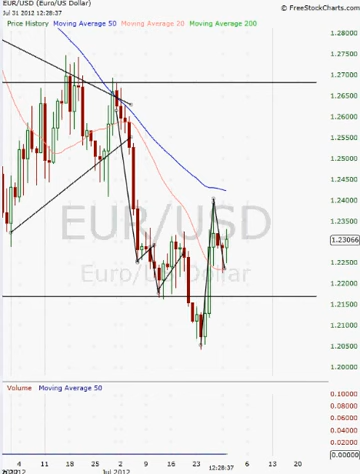 EUR/USD (Euro/US Dollar)
© FreeStockCharts.com
Jul 31 2012, 12:28:37
Price History Moving Average 50 Moving Average 20 Moving Average 200
1.28000
1.27500
1.27000
1.26500
1.26000
1.25500
1.25000
1.24500
1.24000
1.23500
1.23066
1.22500
1.22000
1.21500
1.21000
1.20500
1.20000
EUR/USD
Euro/US Dollar
Volume Moving Average 50
0.10000
0.08000
0.06000
0.04000
0.02000
0.00000
4 11 18 25 2 9 16 23 12:28:37 6 13 20
2012 Jul 2012